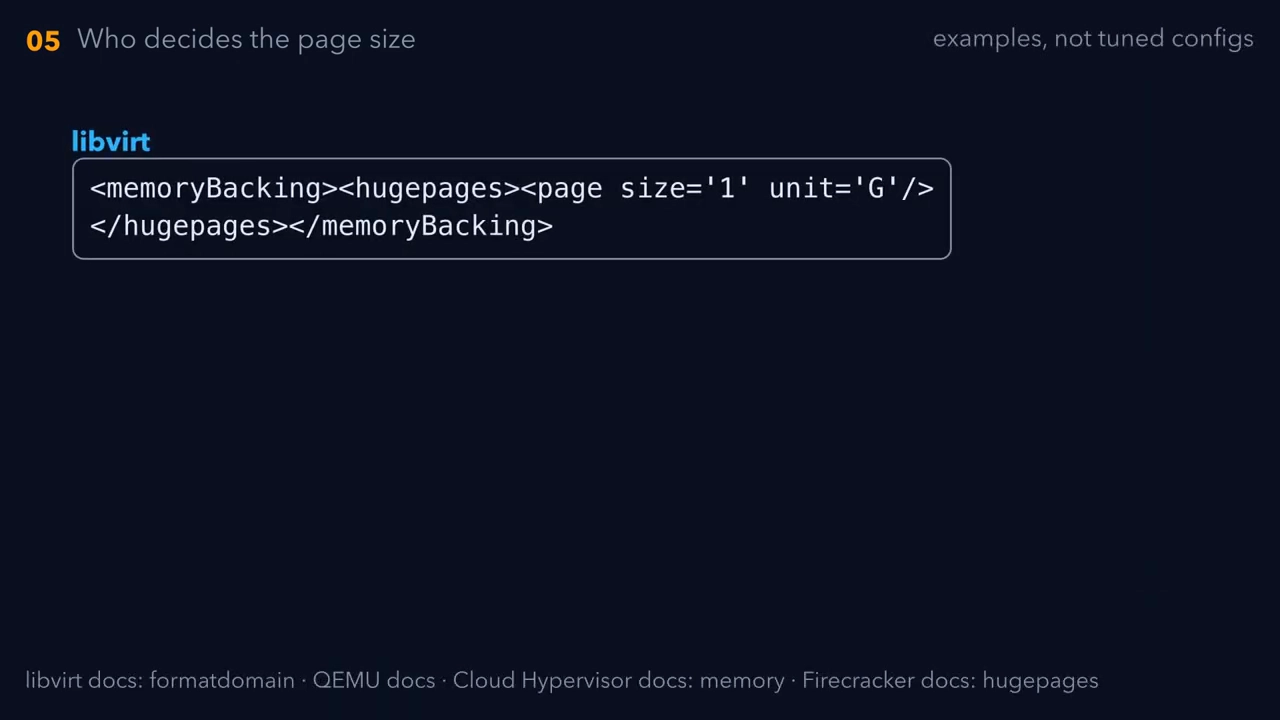 05 Who decides the page size
examples, not tuned configs
libvirt
<memoryBacking><hugepages><page size='1' unit='G'/>
</hugepages></memoryBacking>
libvirt docs: formatdomain · QEMU docs · Cloud Hypervisor docs: memory · Firecracker docs: hugepages